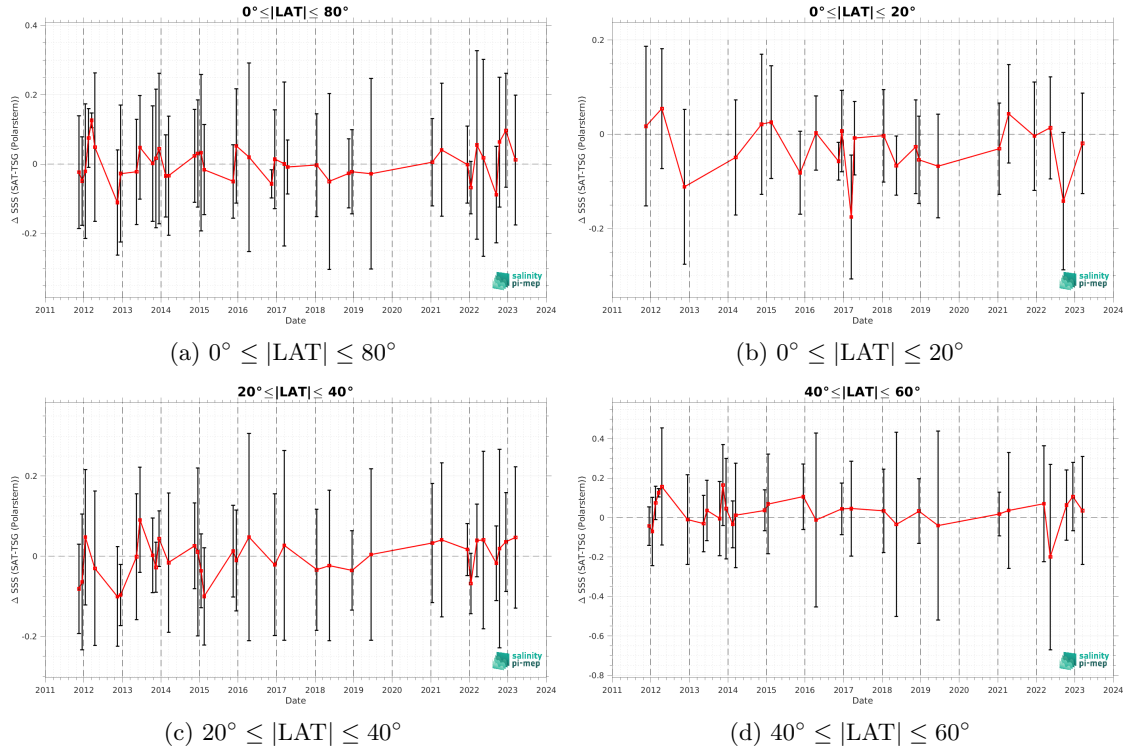 0°≤|LAT|≤ 80°
Δ SSS (SAT-TSG (Polarstern))
0.4
0.2
0
-0.2
2011 2012 2013 2014 2015 2016 2017 2018 2019 2020 2021 2022 2023 2024
Date
salinity
pi-mep
(a) 0° ≤ |LAT| ≤ 80°
0°≤|LAT|≤ 20°
Δ SSS (SAT-TSG (Polarstern))
0.2
0
-0.2
2011 2012 2013 2014 2015 2016 2017 2018 2019 2020 2021 2022 2023 2024
Date
salinity
pi-mep
(b) 0° ≤ |LAT| ≤ 20°
20°≤|LAT|≤ 40°
Δ SSS (SAT-TSG (Polarstern))
0.2
0
-0.2
2011 2012 2013 2014 2015 2016 2017 2018 2019 2020 2021 2022 2023 2024
Date
salinity
pi-mep
(c) 20° ≤ |LAT| ≤ 40°
40°≤|LAT|≤ 60°
Δ SSS (SAT-TSG (Polarstern))
0.4
0.2
0
-0.2
-0.4
-0.6
-0.8
2011 2012 2013 2014 2015 2016 2017 2018 2019 2020 2021 2022 2023 2024
Date
salinity
pi-mep
(d) 40° ≤ |LAT| ≤ 60°